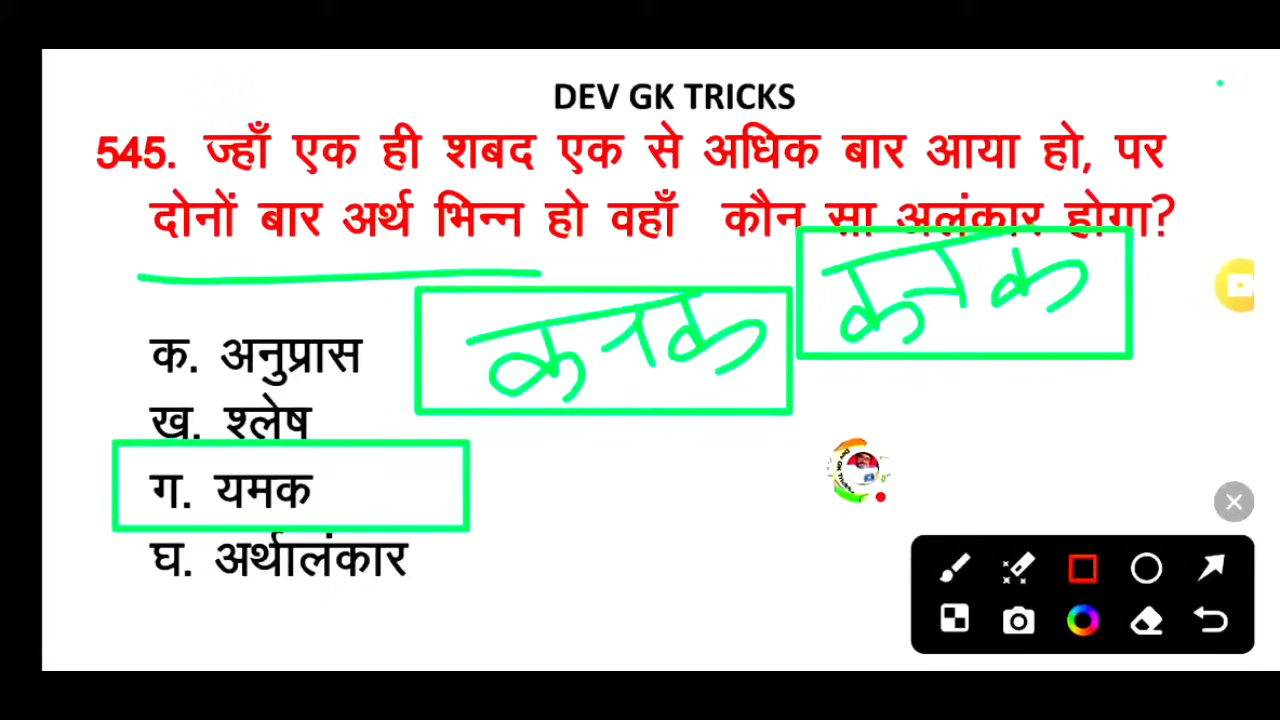 DEV GK TRICKS
545. ज्हाँ एक ही शबद एक से अधिक बार आया हो, पर
दोनों बार अर्थ भिन्न हो वहाँ कौन सा अलंकार होगा?
कनक
कनक
क. अनुप्रास
ख. श्लेष
ग. यमक
घ. अर्थालंकार